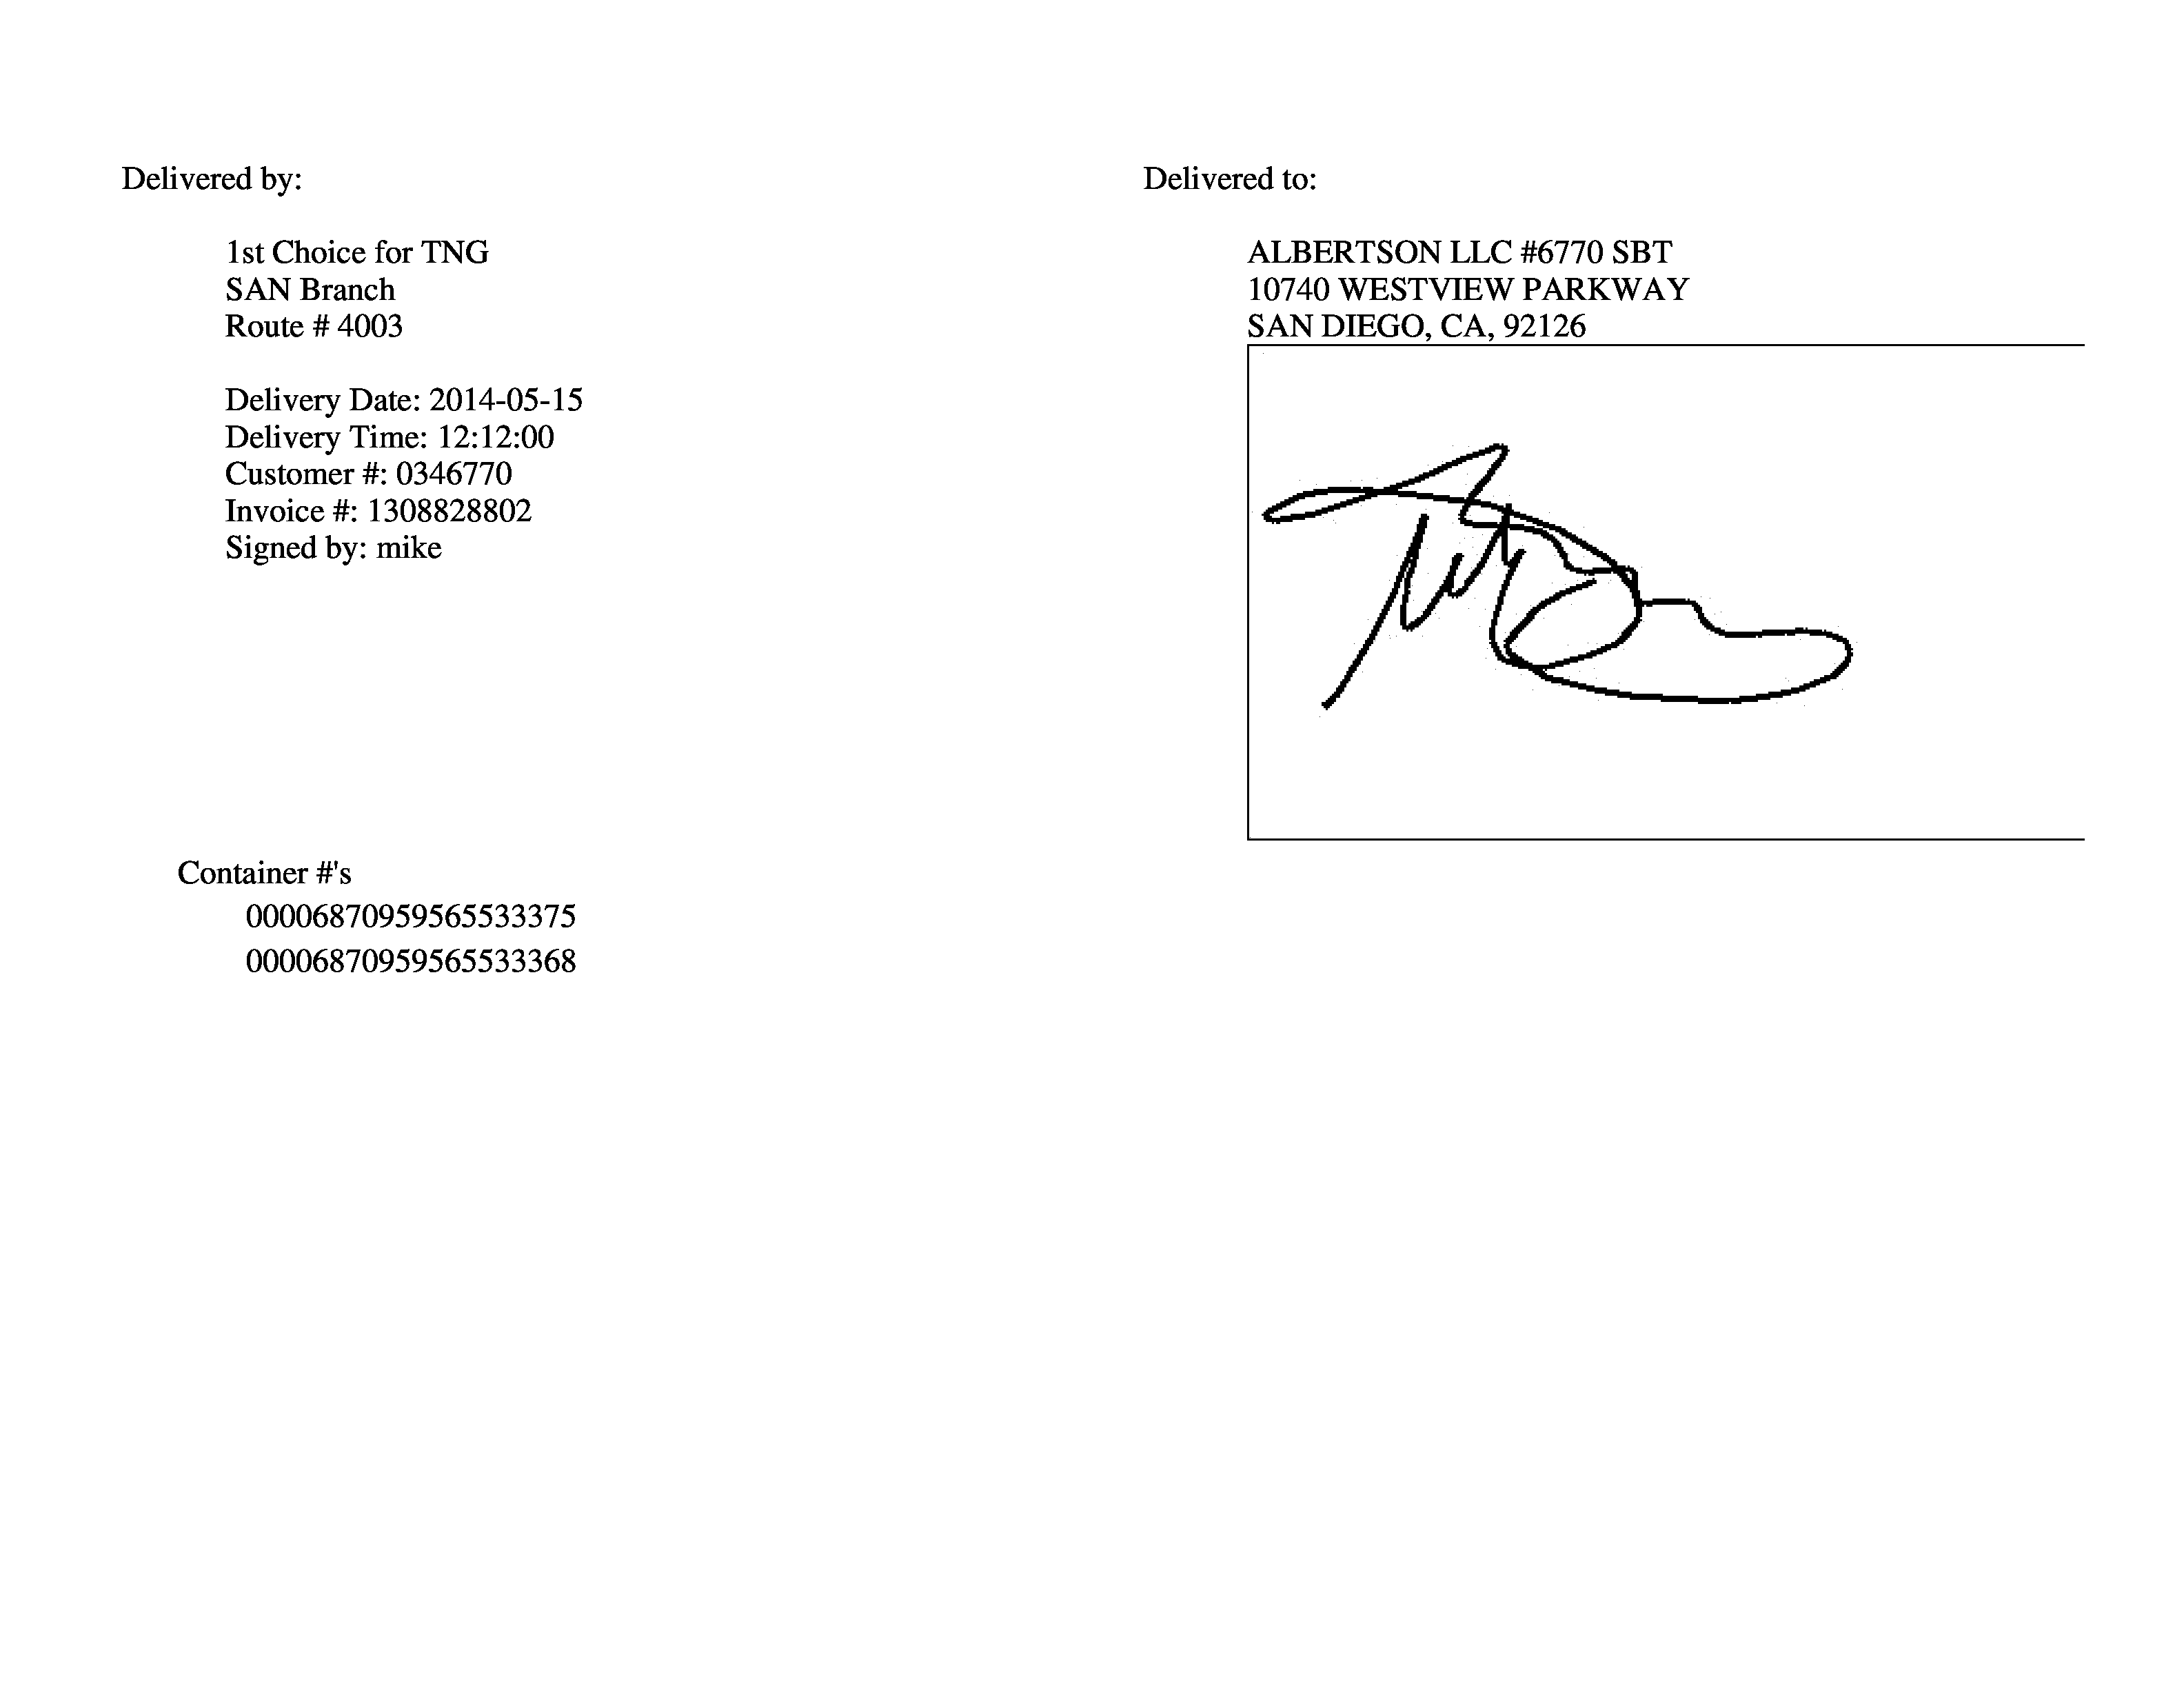 Delivered by:
1st Choice for TNG
SAN Branch
Route # 4003
Delivery Date: 2014-05-15
Delivery Time: 12:12:00
Customer #: 0346770
Invoice #: 1308828802
Signed by: mike
Delivered to:
ALBERTSON LLC #6770 SBT
10740 WESTVIEW PARKWAY
SAN DIEGO, CA, 92126
Container #'s
00006870959565533375
00006870959565533368